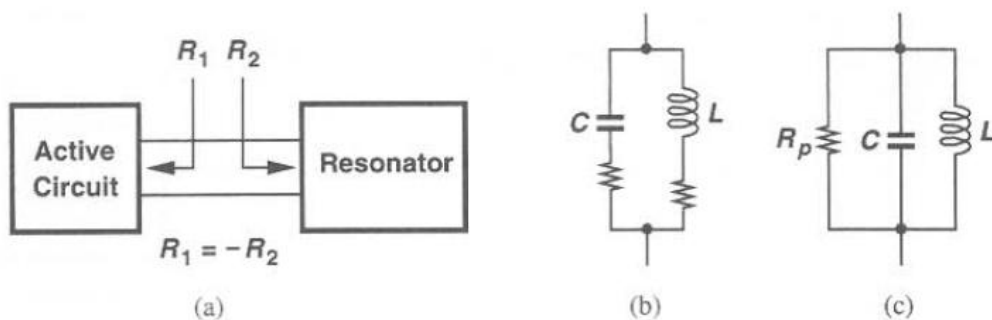 R1 R2
Active
Circuit
Resonator
R1 = – R2
(a)
C
L
(b)
Rp
C
L
(c)